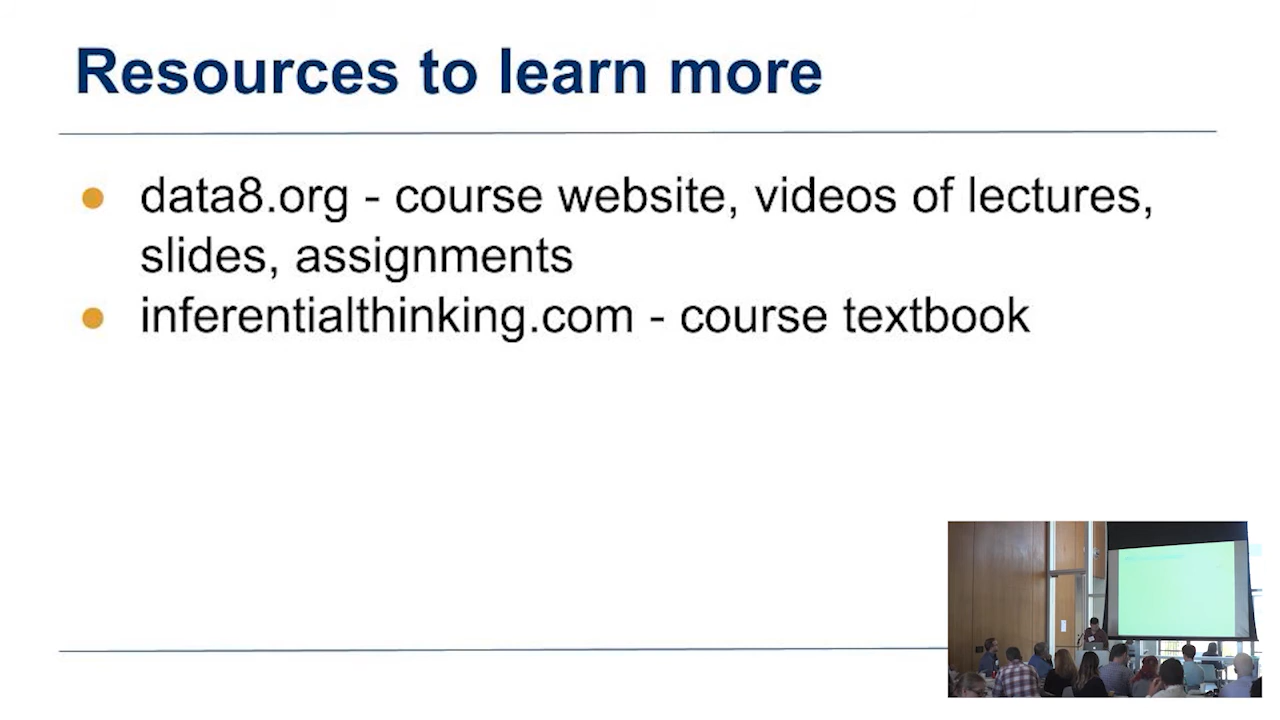 Resources to learn more
● data8.org - course website, videos of lectures,
slides, assignments
● inferentialthinking.com - course textbook